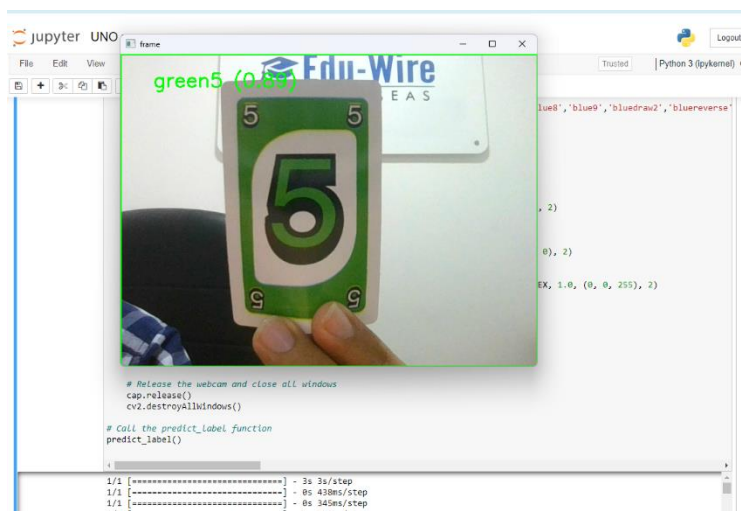 jupyter UNO
Logout
File Edit View
Trusted
Python 3 (ipykernel)
frame
green5 (0.89)
Edu-Wire
EAS
5 5
5
5 5
lue8','blue9','bluedraw2','bluereverse'
, 2)
0), 2)
EX, 1.0, (0, 0, 255), 2)
# Release the webcam and close all windows
cap.release()
cv2.destroyAllWindows()
# Call the predict_label function
predict_label()
1/1 [==============================] - 3s 3s/step
1/1 [==============================] - 0s 438ms/step
1/1 [==============================] - 0s 345ms/step